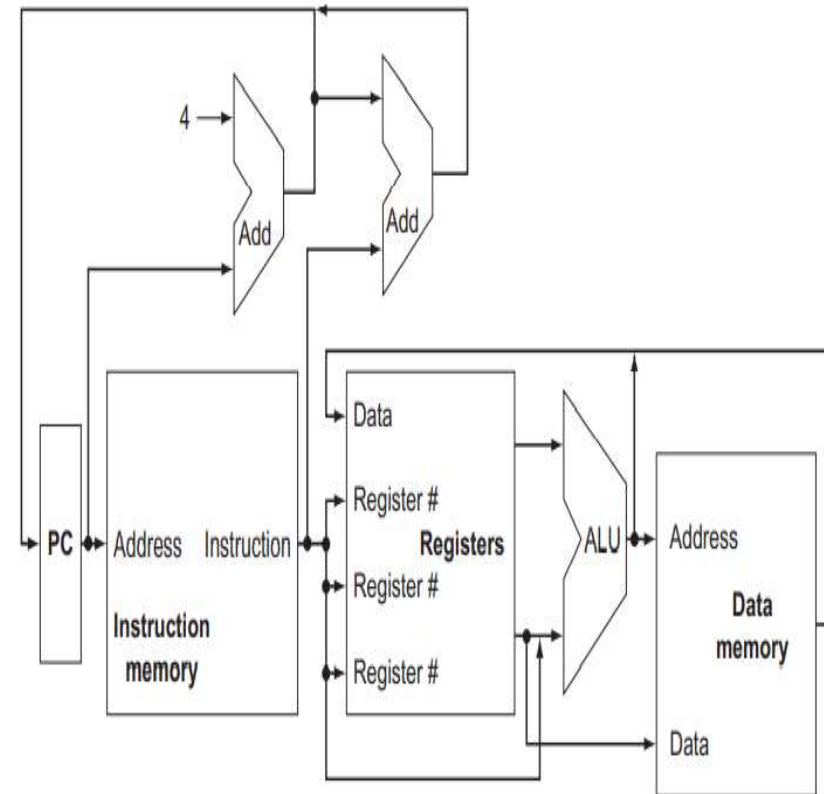 4
Add
Add
Data
Register #
PC
Address Instruction
Registers
ALU
Address
Register #
Instruction
memory
Data
memory
Register #
Data